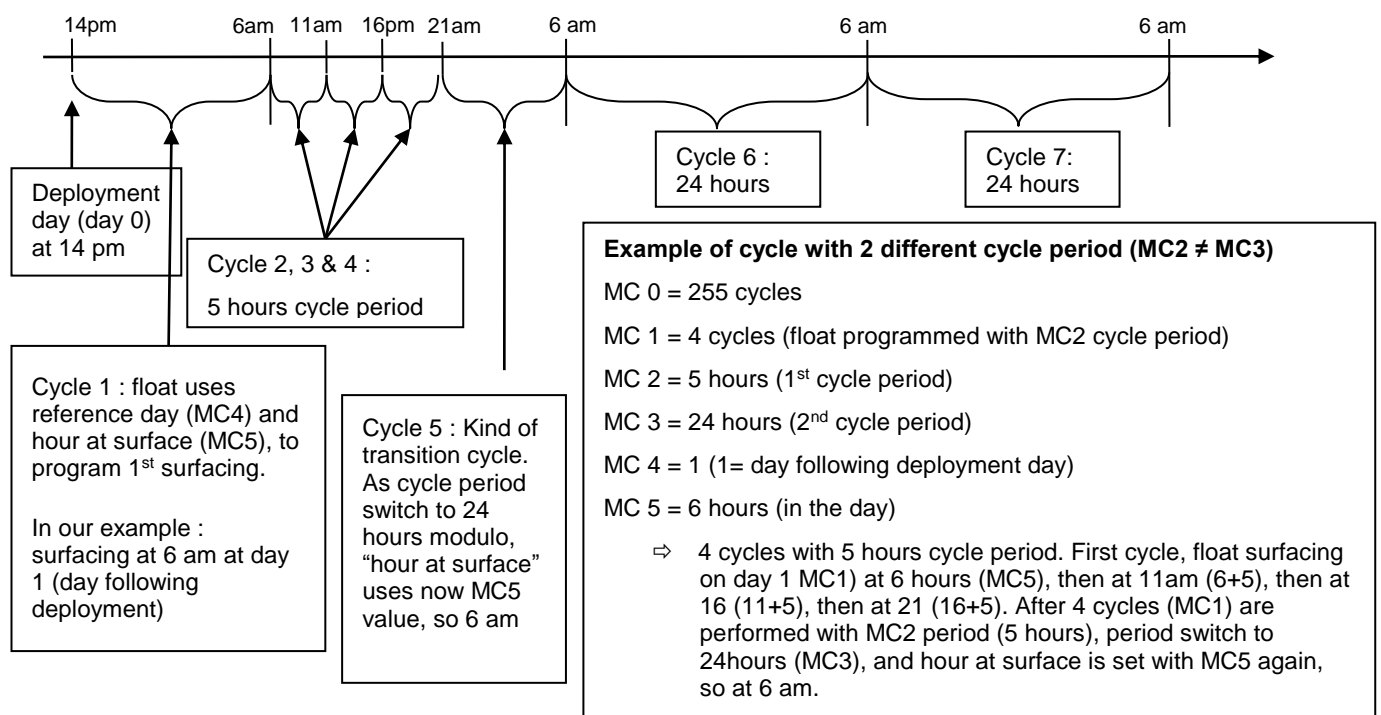 14pm 6am 11am 16pm 21am 6 am 6 am 6 am
Deployment
day (day 0)
at 14 pm
Cycle 2, 3 & 4 :
5 hours cycle period
Cycle 6 :
24 hours
Cycle 7:
24 hours
Cycle 1 : float uses
reference day (MC4) and
hour at surface (MC5), to
program 1st surfacing.
In our example :
surfacing at 6 am at day
1 (day following
deployment)
Cycle 5 : Kind of
transition cycle.
As cycle period
switch to 24
hours modulo,
“hour at surface”
uses now MC5
value, so 6 am
Example of cycle with 2 different cycle period (MC2 ≠ MC3)
MC 0 = 255 cycles
MC 1 = 4 cycles (float programmed with MC2 cycle period)
MC 2 = 5 hours (1st cycle period)
MC 3 = 24 hours (2nd cycle period)
MC 4 = 1 (1= day following deployment day)
MC 5 = 6 hours (in the day)
⇨ 4 cycles with 5 hours cycle period. First cycle, float surfacing
on day 1 MC1) at 6 hours (MC5), then at 11am (6+5), then at
16 (11+5), then at 21 (16+5). After 4 cycles (MC1) are
performed with MC2 period (5 hours), period switch to
24hours (MC3), and hour at surface is set with MC5 again,
so at 6 am.